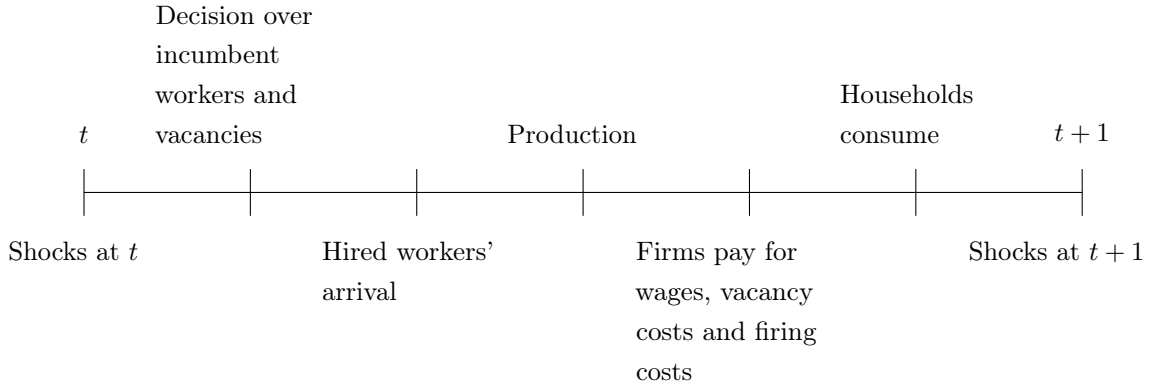 Decision over
incumbent
workers and
vacancies
Households
consume
t
Production
t + 1
Shocks at t
Hired workers’
arrival
Firms pay for
wages, vacancy
costs and firing
costs
Shocks at t + 1